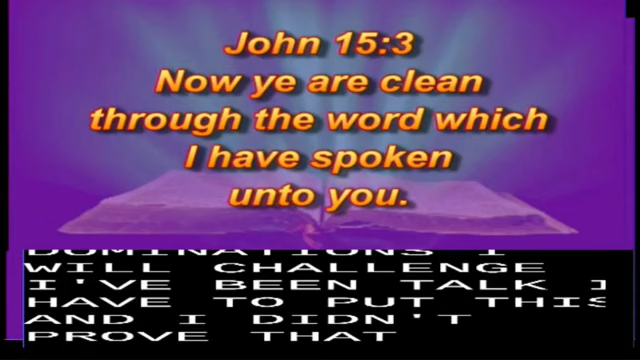 John 15:3
Now ye are clean
through the word which
I have spoken
unto you.
DOMINATIONS I
WILL CHALLENGE
I'VE BEEN TALK I
HAVE TO PUT THIS
AND I DIDN'T
PROVE THAT